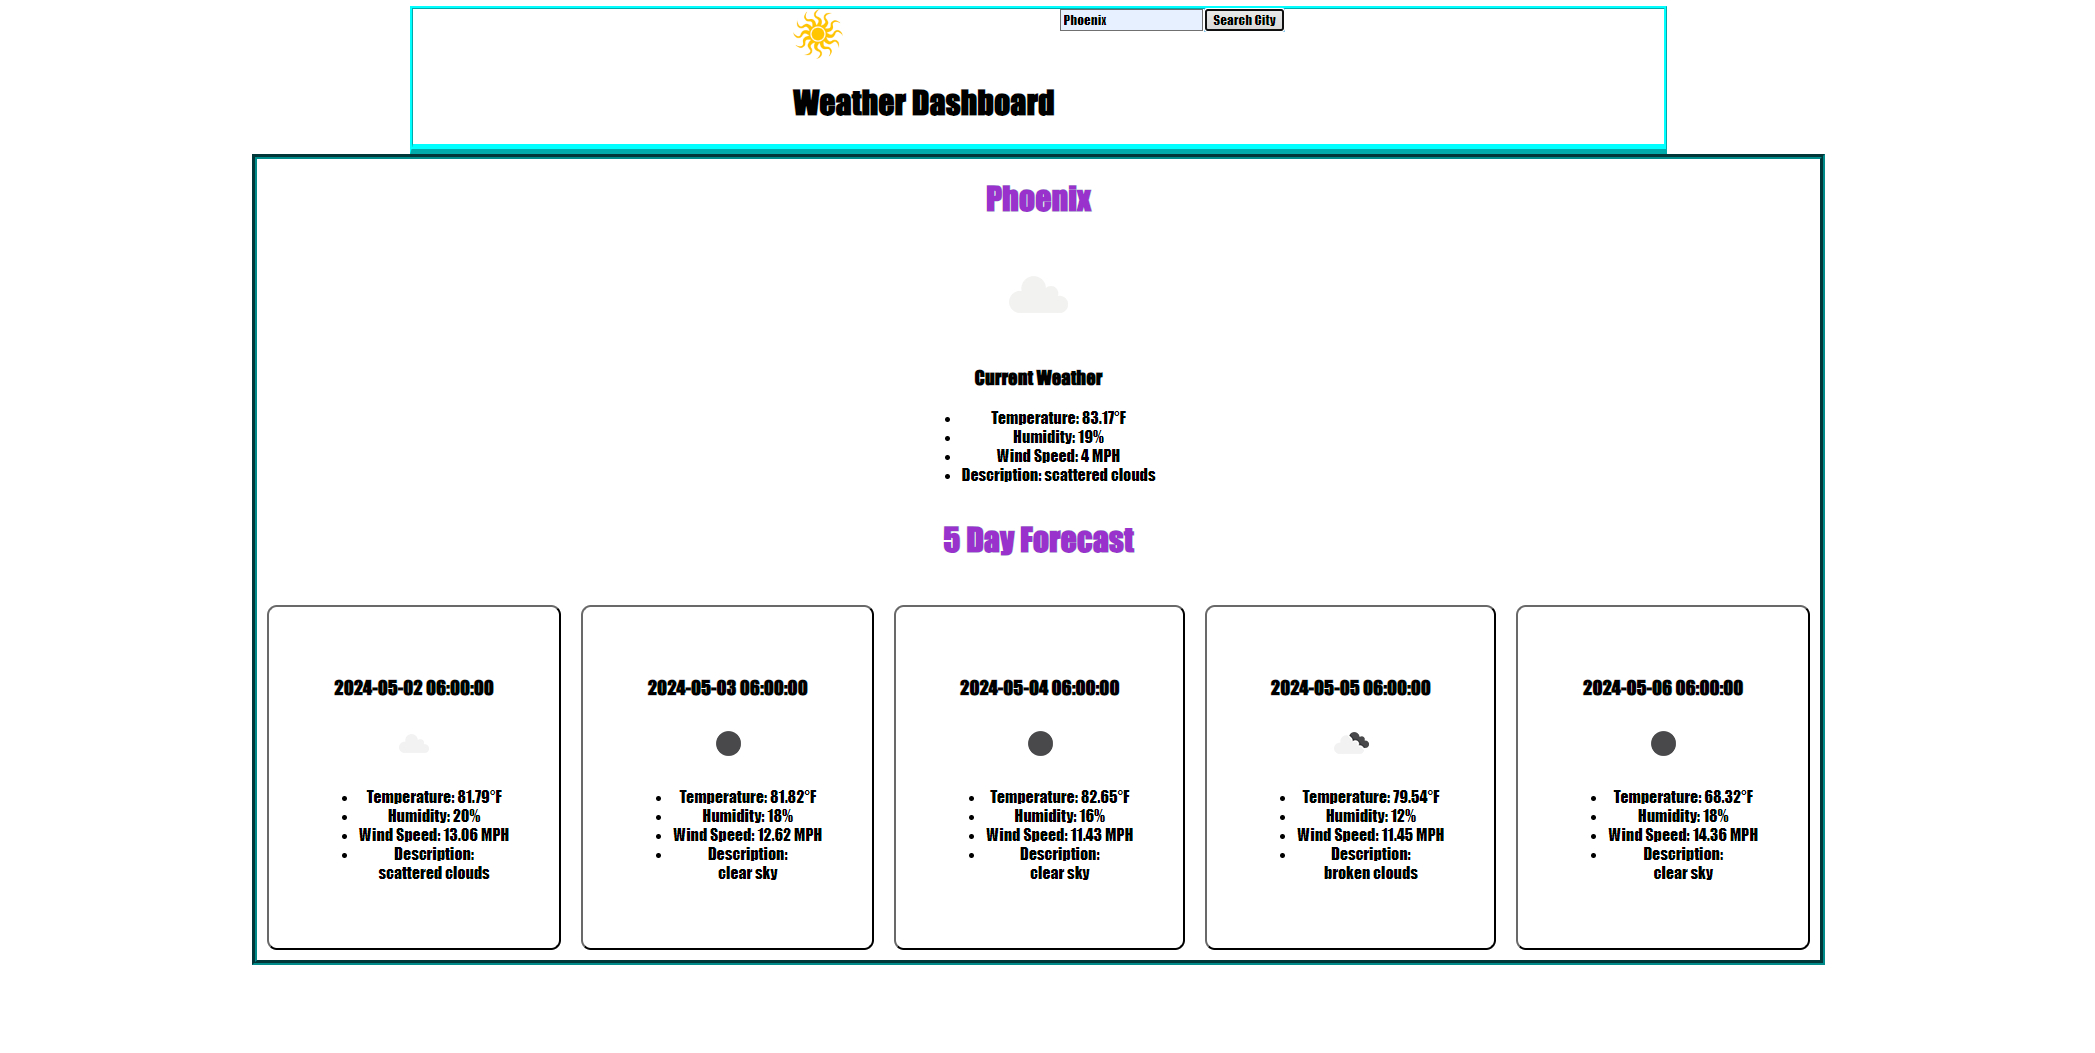 Phoenix
Search City
Weather Dashboard
Phoenix
Current Weather
Temperature: 83.17°F
Humidity: 19%
Wind Speed: 4 MPH
Description: scattered clouds
5 Day Forecast
2024-05-02 06:00:00
Temperature: 81.79°F
Humidity: 20%
Wind Speed: 13.06 MPH
Description:
scattered clouds
2024-05-03 06:00:00
Temperature: 81.82°F
Humidity: 18%
Wind Speed: 12.62 MPH
Description:
clear sky
2024-05-04 06:00:00
Temperature: 82.65°F
Humidity: 16%
Wind Speed: 11.43 MPH
Description:
clear sky
2024-05-05 06:00:00
Temperature: 79.54°F
Humidity: 12%
Wind Speed: 11.45 MPH
Description:
broken clouds
2024-05-06 06:00:00
Temperature: 68.32°F
Humidity: 18%
Wind Speed: 14.36 MPH
Description:
clear sky